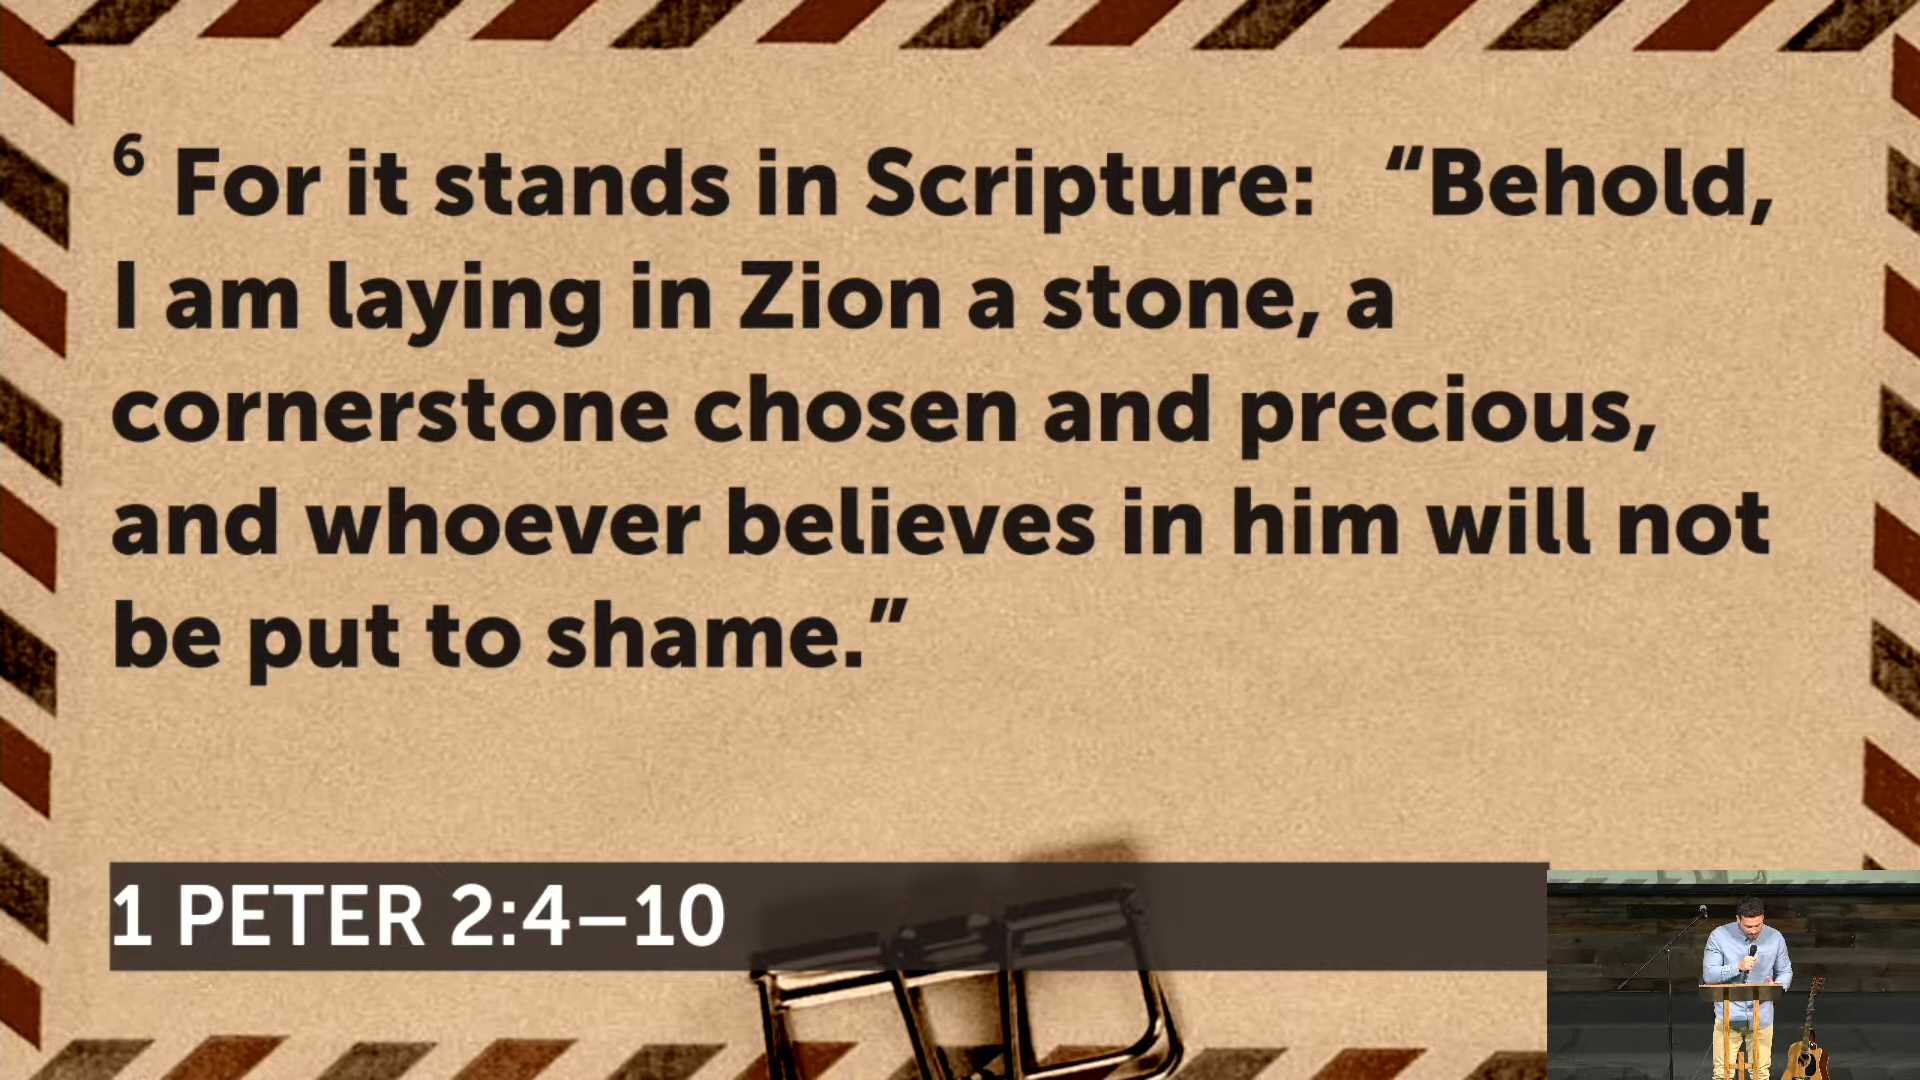 6 For it stands in Scripture: “Behold,
I am laying in Zion a stone, a
cornerstone chosen and precious,
and whoever believes in him will not
be put to shame.”
1 PETER 2:4–10